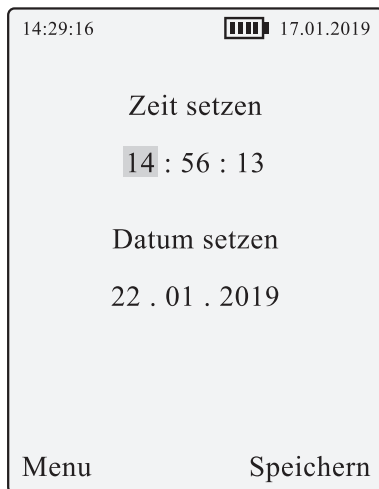 14:29:16 17.01.2019
Zeit setzen
14 : 56 : 13
Datum setzen
22 . 01 . 2019
Menu Speichern